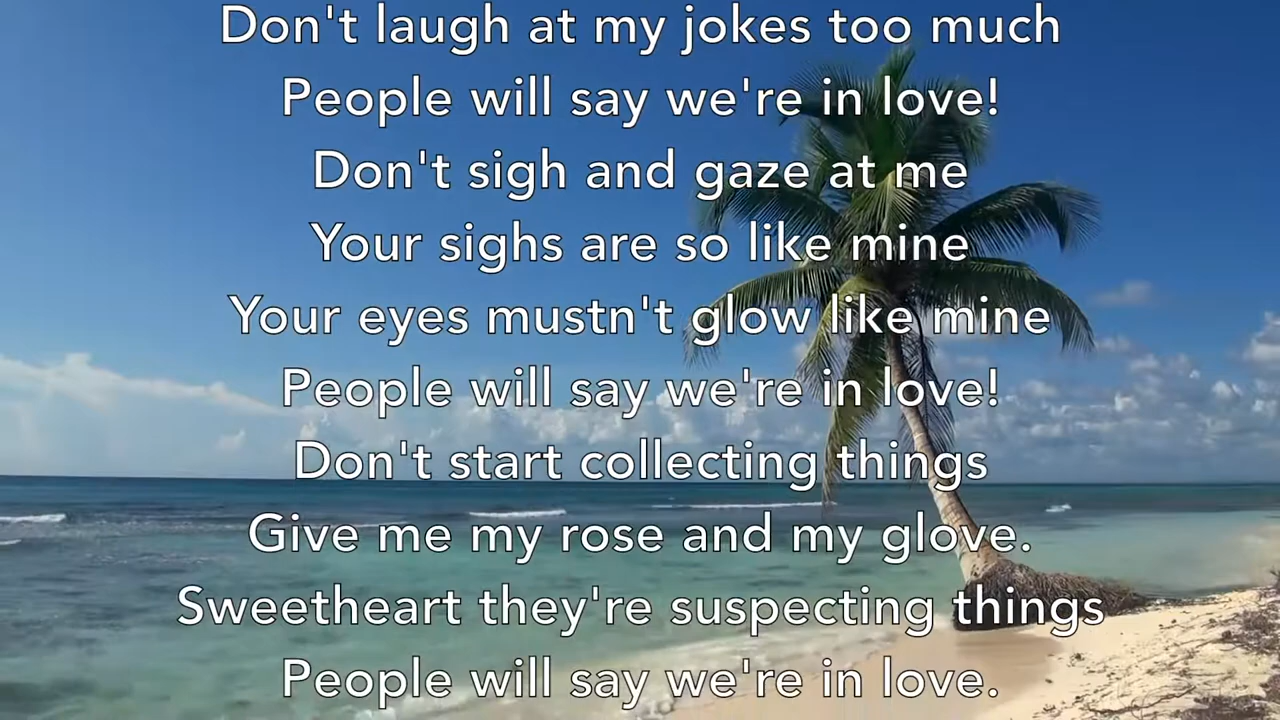 Don't laugh at my jokes too much
People will say we're in love!
Don't sigh and gaze at me
Your sighs are so like mine
Your eyes mustn't glow like mine
People will say we're in love!
Don't start collecting things
Give me my rose and my glove.
Sweetheart they're suspecting things
People will say we're in love.